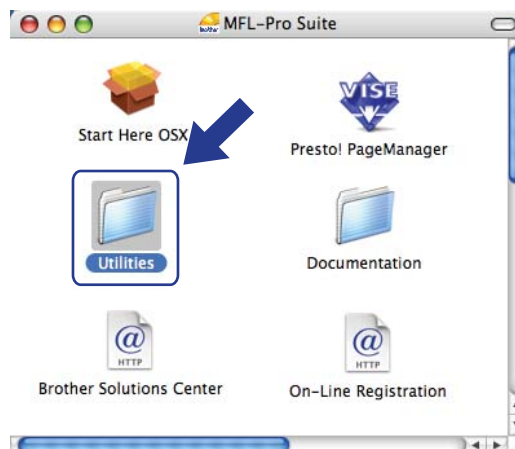 brother MFL-Pro Suite
VISE
Start Here OSX
Presto! PageManager
Utilities
Documentation
@
HTTP
@
HTTP
Brother Solutions Center
On-Line Registration